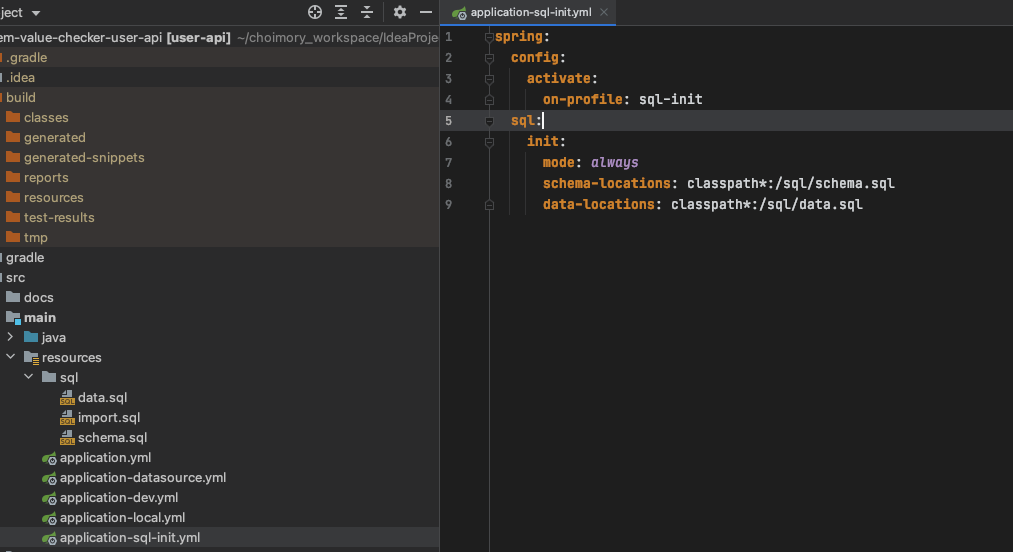 ject
em-value-checker-user-api [user-api] ~/choimory_workspace/IdeaProje
.gradle
.idea
build
classes
generated
generated-snippets
reports
resources
test-results
tmp
gradle
src
docs
main
java
resources
sql
data.sql
import.sql
schema.sql
application.yml
application-datasource.yml
application-dev.yml
application-local.yml
application-sql-init.yml
application-sql-init.yml
1 spring:
2 config:
3 activate:
4 on-profile: sql-init
5 sql:
6 init:
7 mode: always
8 schema-locations: classpath*:/sql/schema.sql
9 data-locations: classpath*:/sql/data.sql